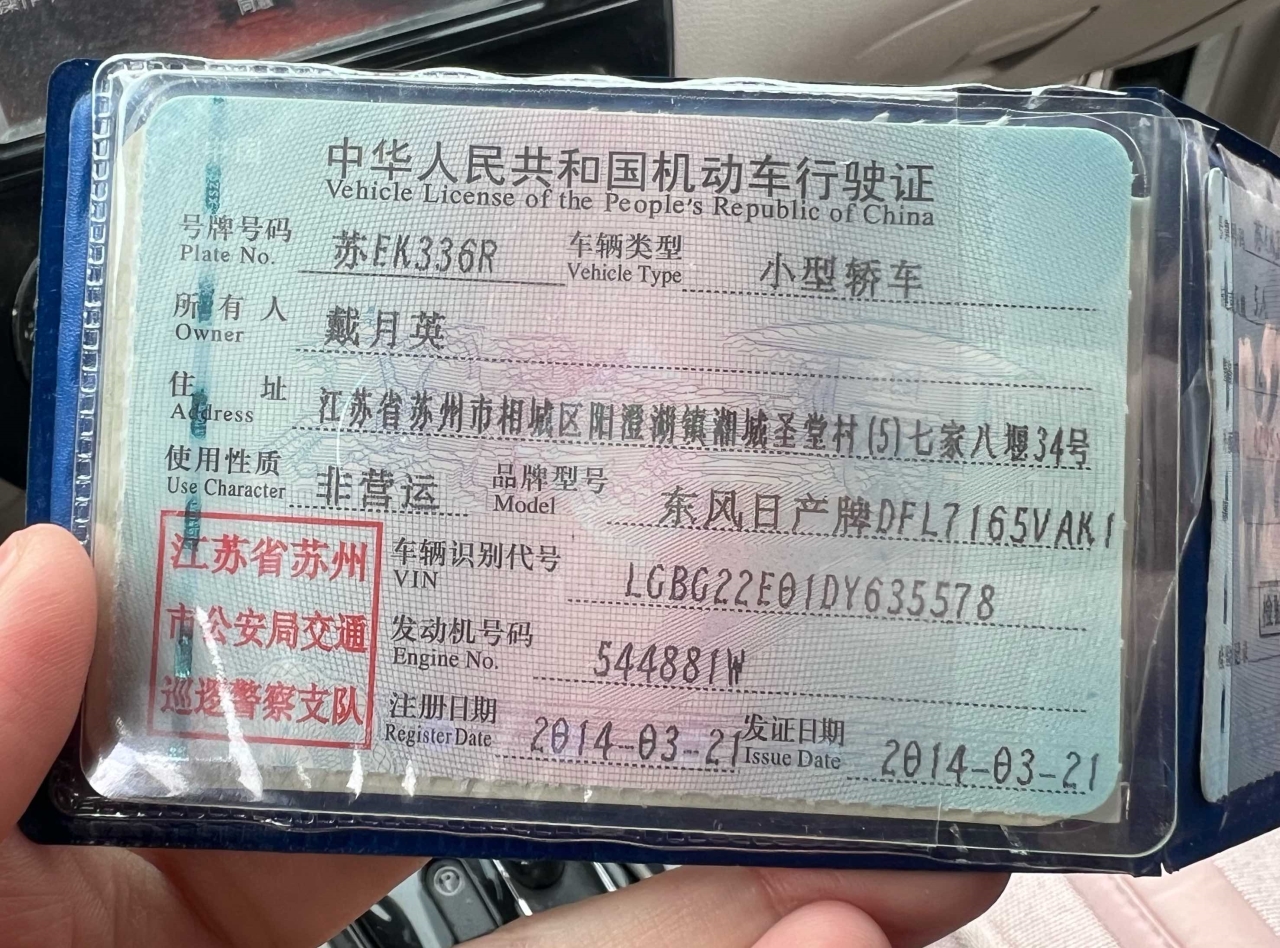 中华人民共和国机动车行驶证
Vehicle License of the People's Republic of China
号牌号码 苏EK336R 车辆类型 小型轿车
Plate No. Vehicle Type
所有人 戴月英
Owner
住址 江苏省苏州市相城区阳澄湖镇湘城圣堂村(5)七家八堰34号
Address
使用性质 非营运 品牌型号 东风日产牌DFL7165VAK1
Use Character Model
江苏省苏州
市公安局交通
巡逻警察支队
车辆识别代号 LGBG22E01DY635578
VIN
发动机号码 544881W
Engine No.
注册日期 2014-03-21 发证日期 2014-03-21
Register Date Issue Date
5人